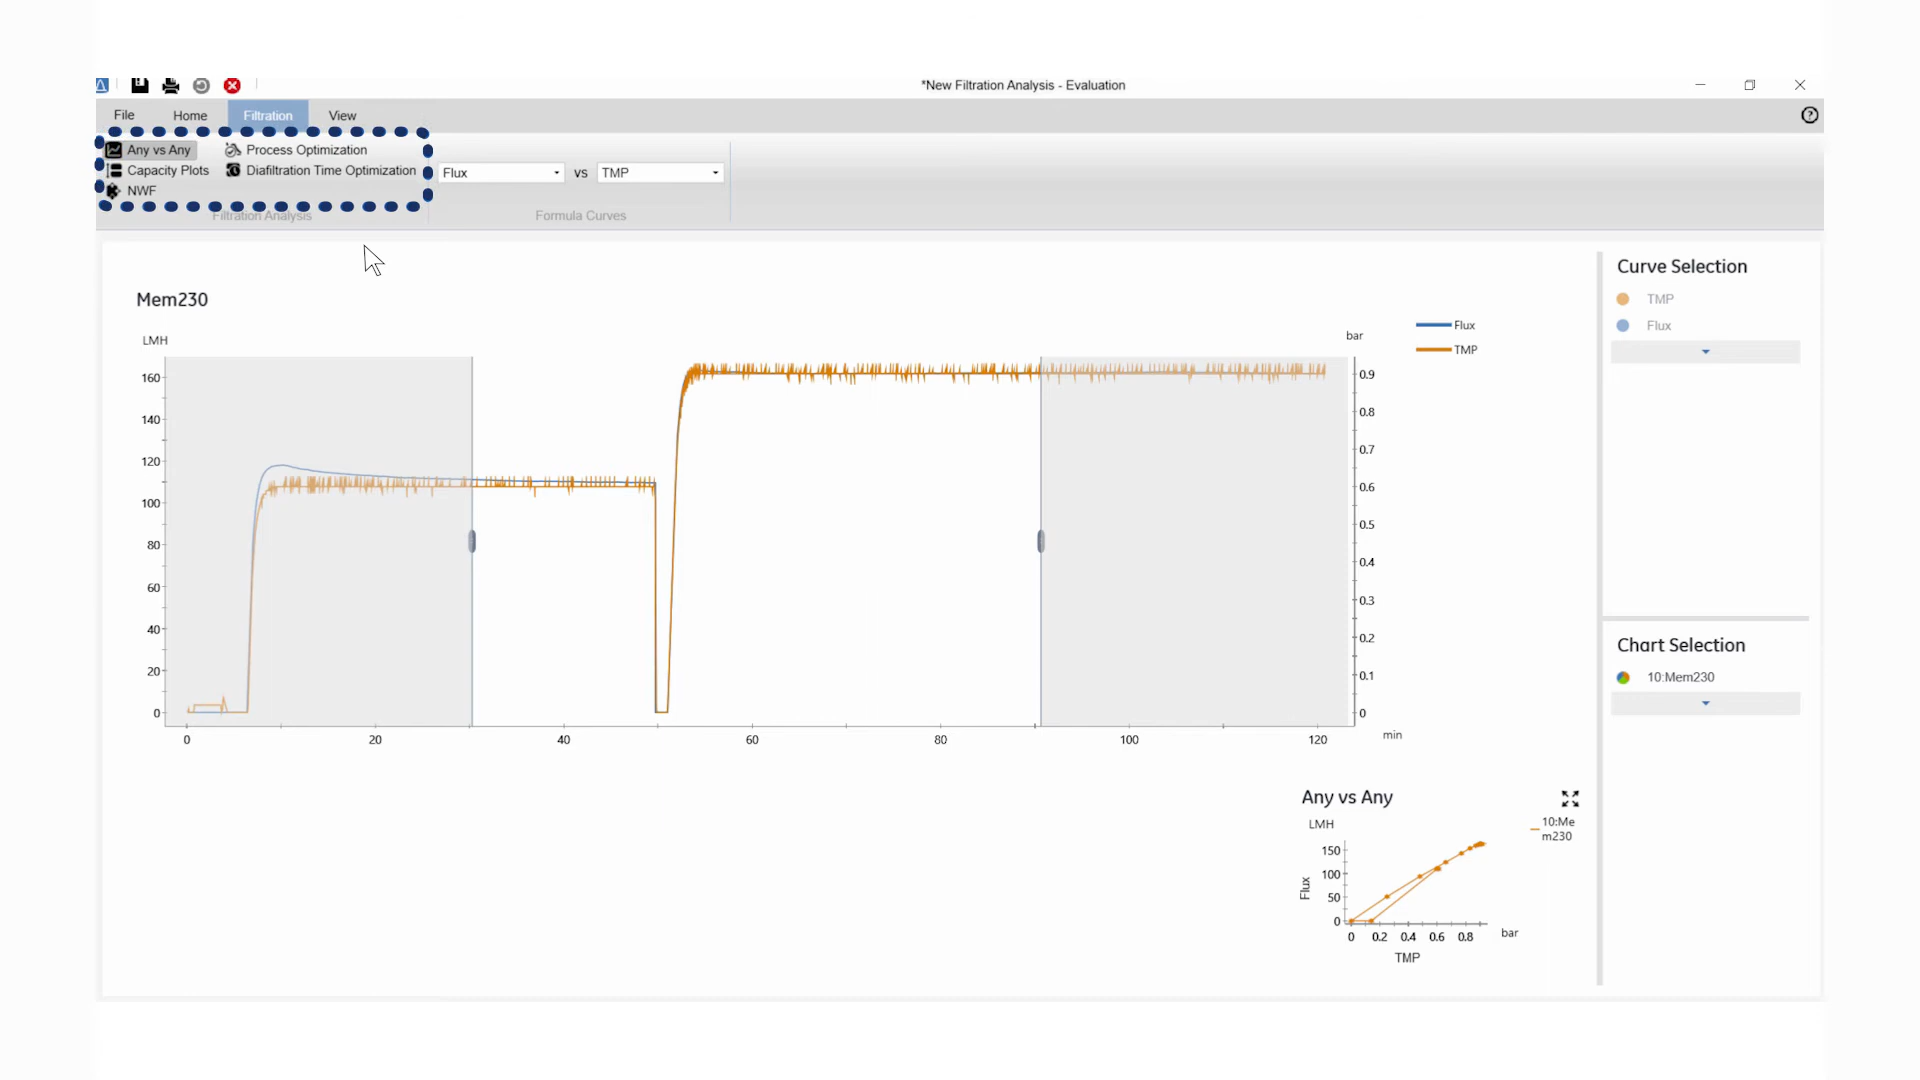 *New Filtration Analysis - Evaluation
File Home Filtration View
Any vs Any Process Optimization
Capacity Plots Diafiltration Time Optimization
NWF
Flux vs TMP
Filtration Analysis Formula Curves
Mem230
LMH
bar
Flux
TMP
160
140
120
100
80
60
40
20
0
0.9
0.8
0.7
0.6
0.5
0.4
0.3
0.2
0.1
0
0 20 40 60 80 100 120
min
Curve Selection
TMP
Flux
Chart Selection
10:Mem230
Any vs Any
LMH
10:Me
m230
150
100
50
0
Flux
0 0.2 0.4 0.6 0.8
bar
TMP